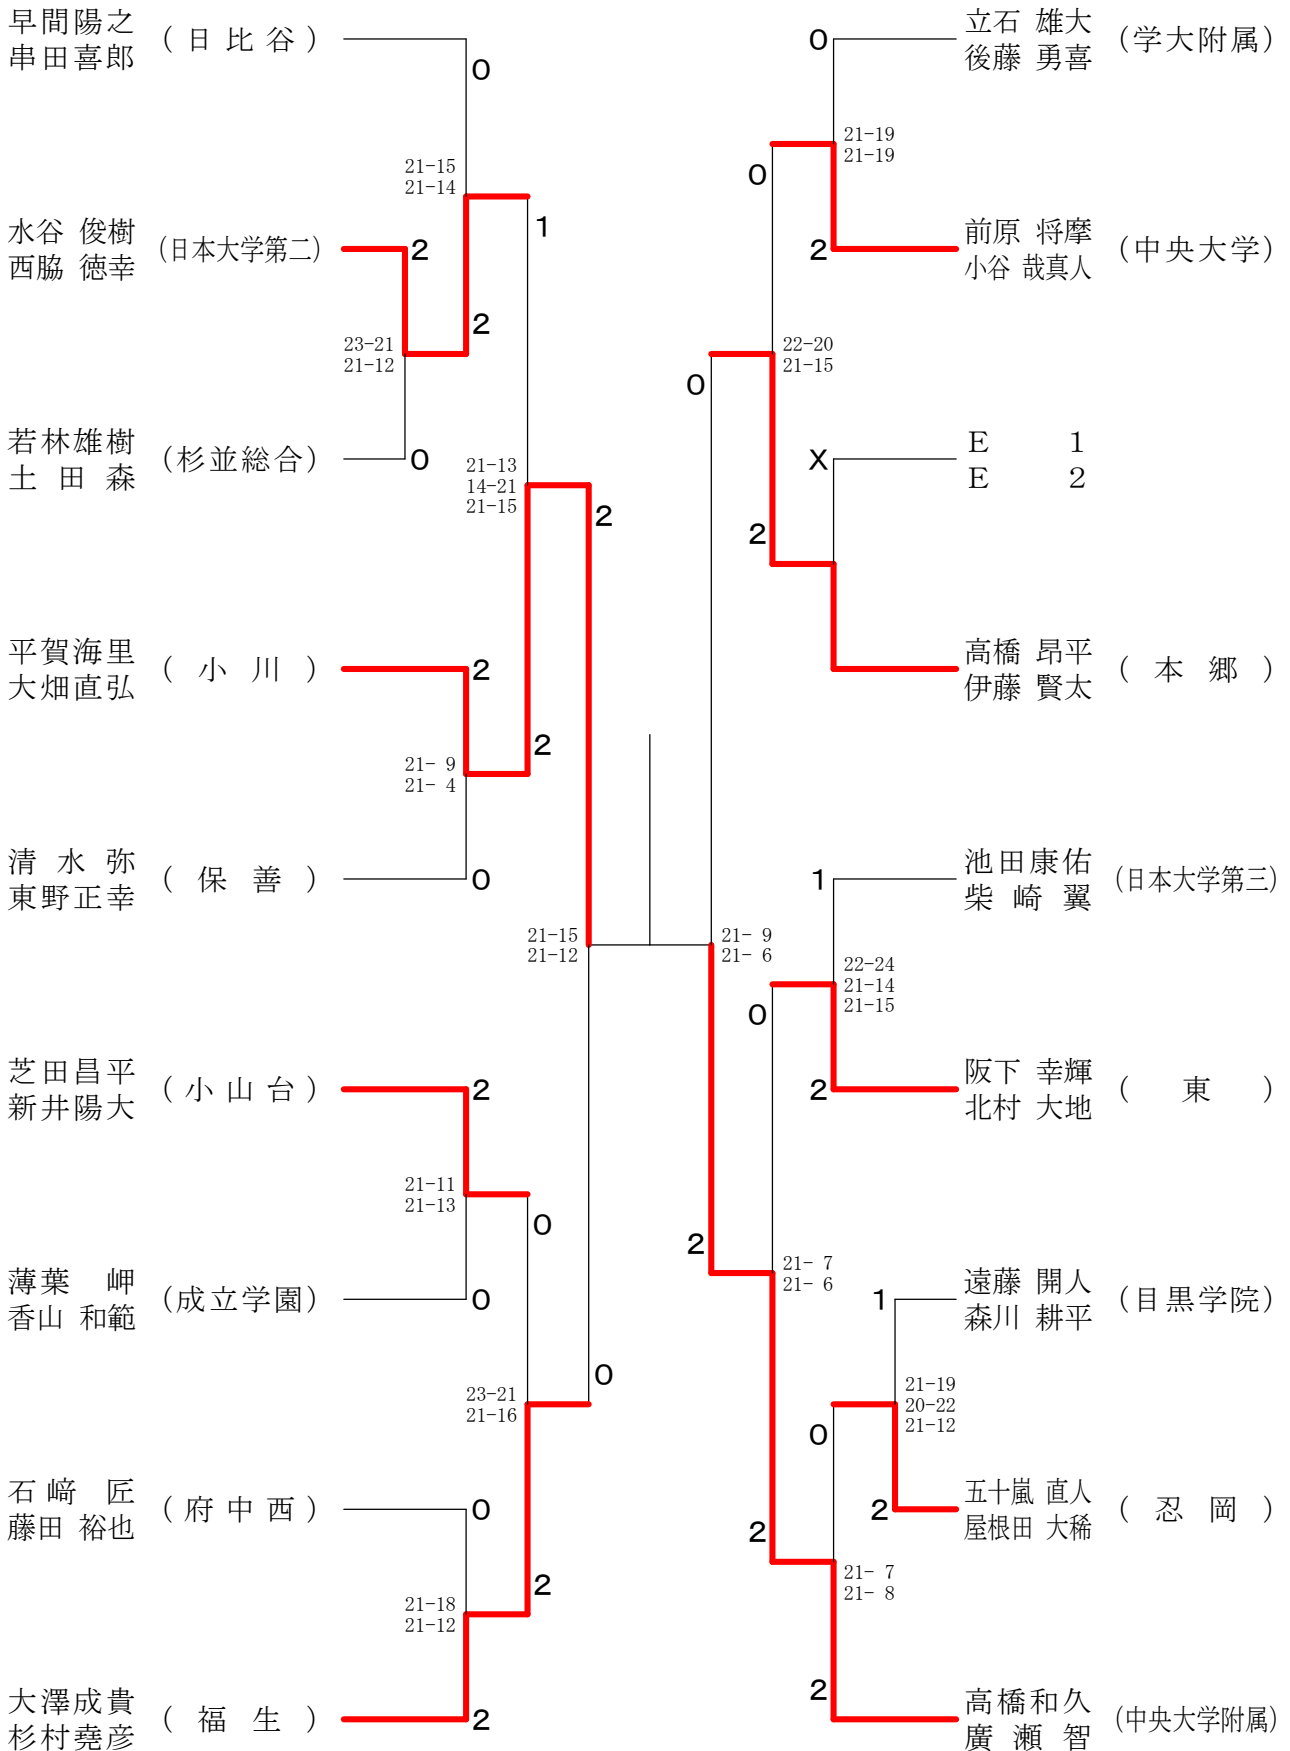 早間陽之
串田喜郎
(日比谷)
0
21-15
21-14
1
水谷 俊樹
西脇 徳幸
(日本大学第二)
2
2
23-21
21-12
若林雄樹
土田森
(杉並総合)
0
21-13
14-21
21-15
2
平賀海里
大畑直弘
(小川)
2
2
21- 9
21- 4
清水弥
東野正幸
(保善)
0
21-15
21-12
芝田昌平
新井陽大
(小山台)
2
21-11
21-13
0
薄葉 岬
香山 和範
(成立学園)
0
0
23-21
21-16
石﨑 匠
藤田 裕也
(府中西)
0
2
21-18
21-12
大澤成貴
杉村堯彦
(福生)
2
0
立石 雄大
後藤 勇喜
(学大附属)
21-19
21-19
0
2
前原 将摩
小谷 哉真人
(中央大学)
22-20
21-15
0
X
E 1
E 2
2
高橋 昂平
伊藤 賢太
(本郷)
1
池田康佑
柴崎翼
(日本大学第三)
21- 9
21- 6
22-24
21-14
21-15
0
2
阪下 幸輝
北村 大地
(東)
2
21- 7
21- 6
1
遠藤 開人
森川 耕平
(目黒学院)
21-19
20-22
21-12
0
2
五十嵐 直人
屋根田 大稀
(忍岡)
2
21- 7
21- 8
2
高橋和久
廣瀬智
(中央大学附属)